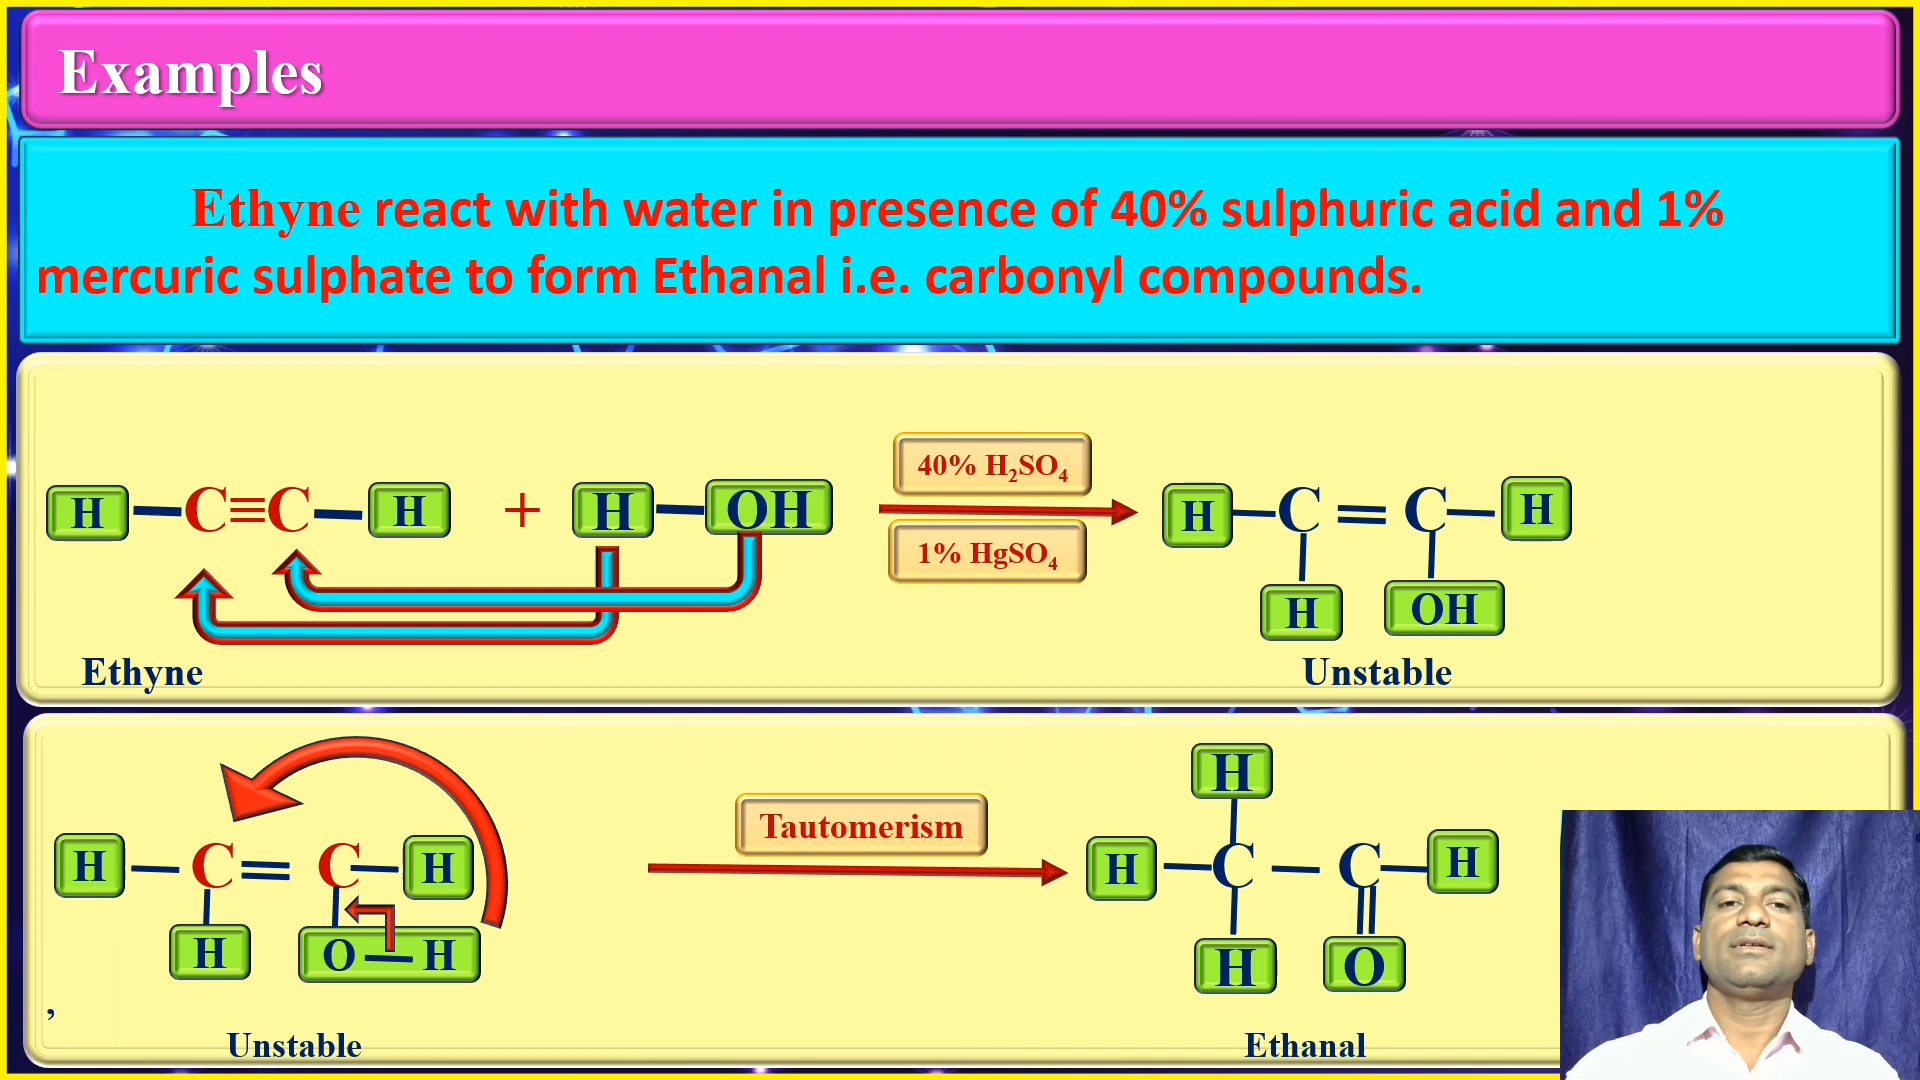 Examples
Ethyne react with water in presence of 40% sulphuric acid and 1%
mercuric sulphate to form Ethanal i.e. carbonyl compounds.
40% H₂SO₄
H C≡C H + H OH H C = C H
1% HgSO₄
H OH
Ethyne Unstable
H
Tautomerism
H C = C H H C C H
H O H H O
,
Unstable Ethanal